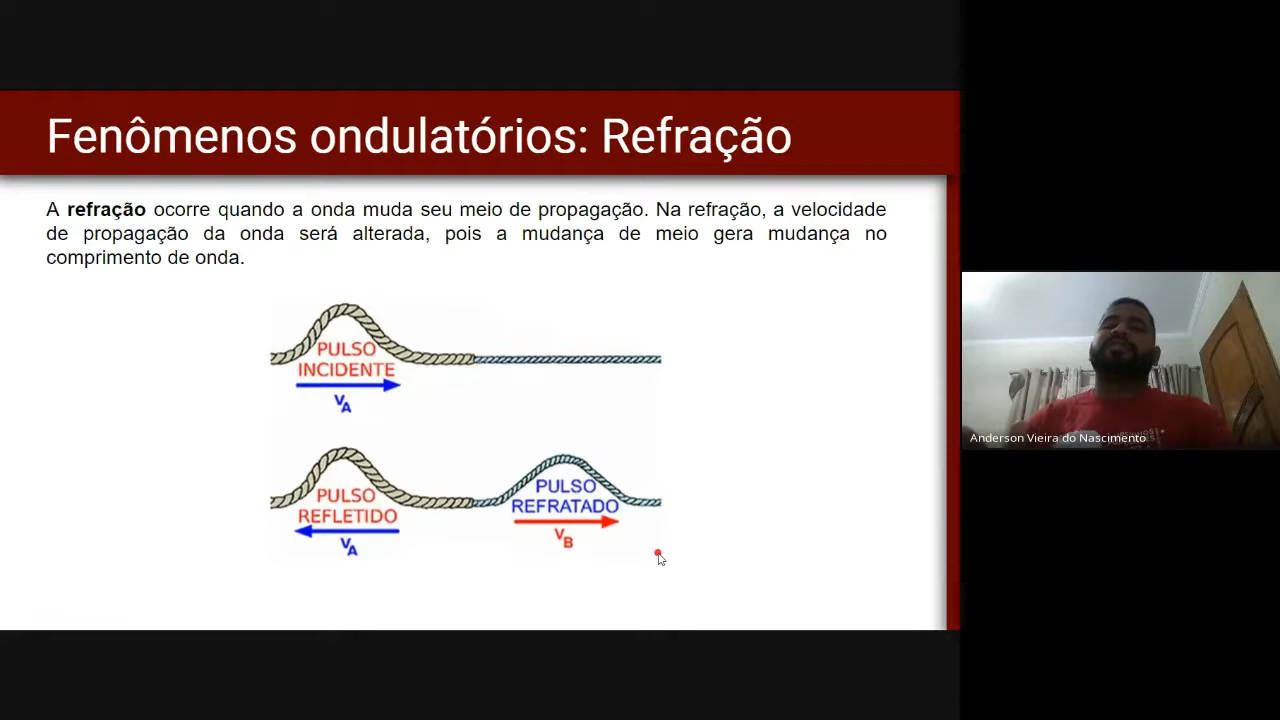 Fenômenos ondulatórios: Refração
A refração ocorre quando a onda muda seu meio de propagação. Na refração, a velocidade
de propagação da onda será alterada, pois a mudança de meio gera mudança no
comprimento de onda.
PULSO
INCIDENTE
VA
PULSO
REFLETIDO
VA
PULSO
REFRATADO
VB
Anderson Vieira do Nascimento